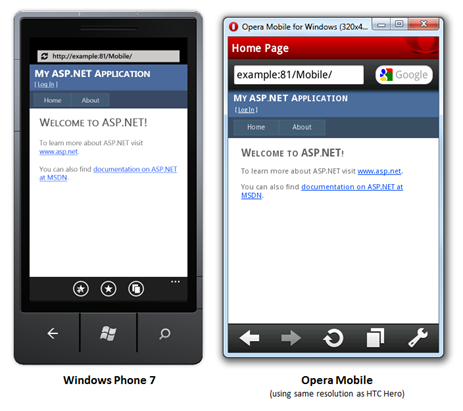 http://example:81/Mobile/
MY ASP.NET APPLICATION
[ Log In ]
Home About
WELCOME TO ASP.NET!
To learn more about ASP.NET visit
www.asp.net.
You can also find documentation on ASP.NET
at MSDN.
Windows Phone 7
Opera Mobile for Windows (320x4...
Home Page
example:81/Mobile/ Google
MY ASP.NET APPLICATION
[ Log In ]
Home About
WELCOME TO ASP.NET!
To learn more about ASP.NET visit www.asp.net.
You can also find documentation on ASP.NET at
MSDN.
Opera Mobile
(using same resolution as HTC Hero)